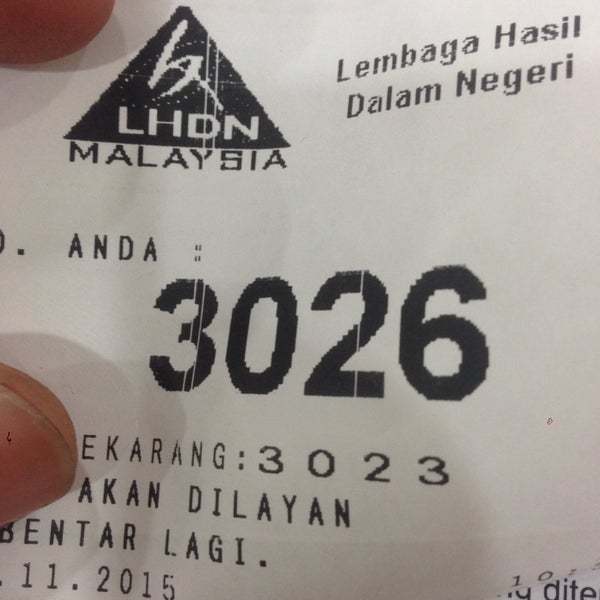 LHDN
MALAYSIA
Lembaga Hasil
Dalam Negeri
. ANDA :
3026
EKARANG:3023
AKAN DILAYAN
BENTAR LAGI.
.11.2015